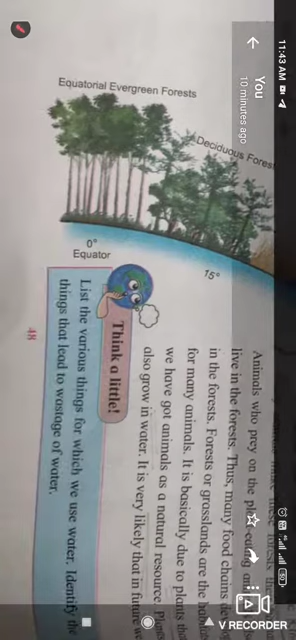 11:43 AM
You
10 minutes ago
Equatorial Evergreen Forests
Deciduous Forest
0°
Equator
15°
Animals who prey on the plant-eating
live in the forests. Thus, many food chains
in the forests. Forests or grasslands are the
for many animals. It is basically due to plants
we have got animals as a natural resource. Plants
also grow in water. It is very likely that in future
Think a little!
List the various things for which we use water. Identify the
things that lead to wastage of water.
48
V RECORDER